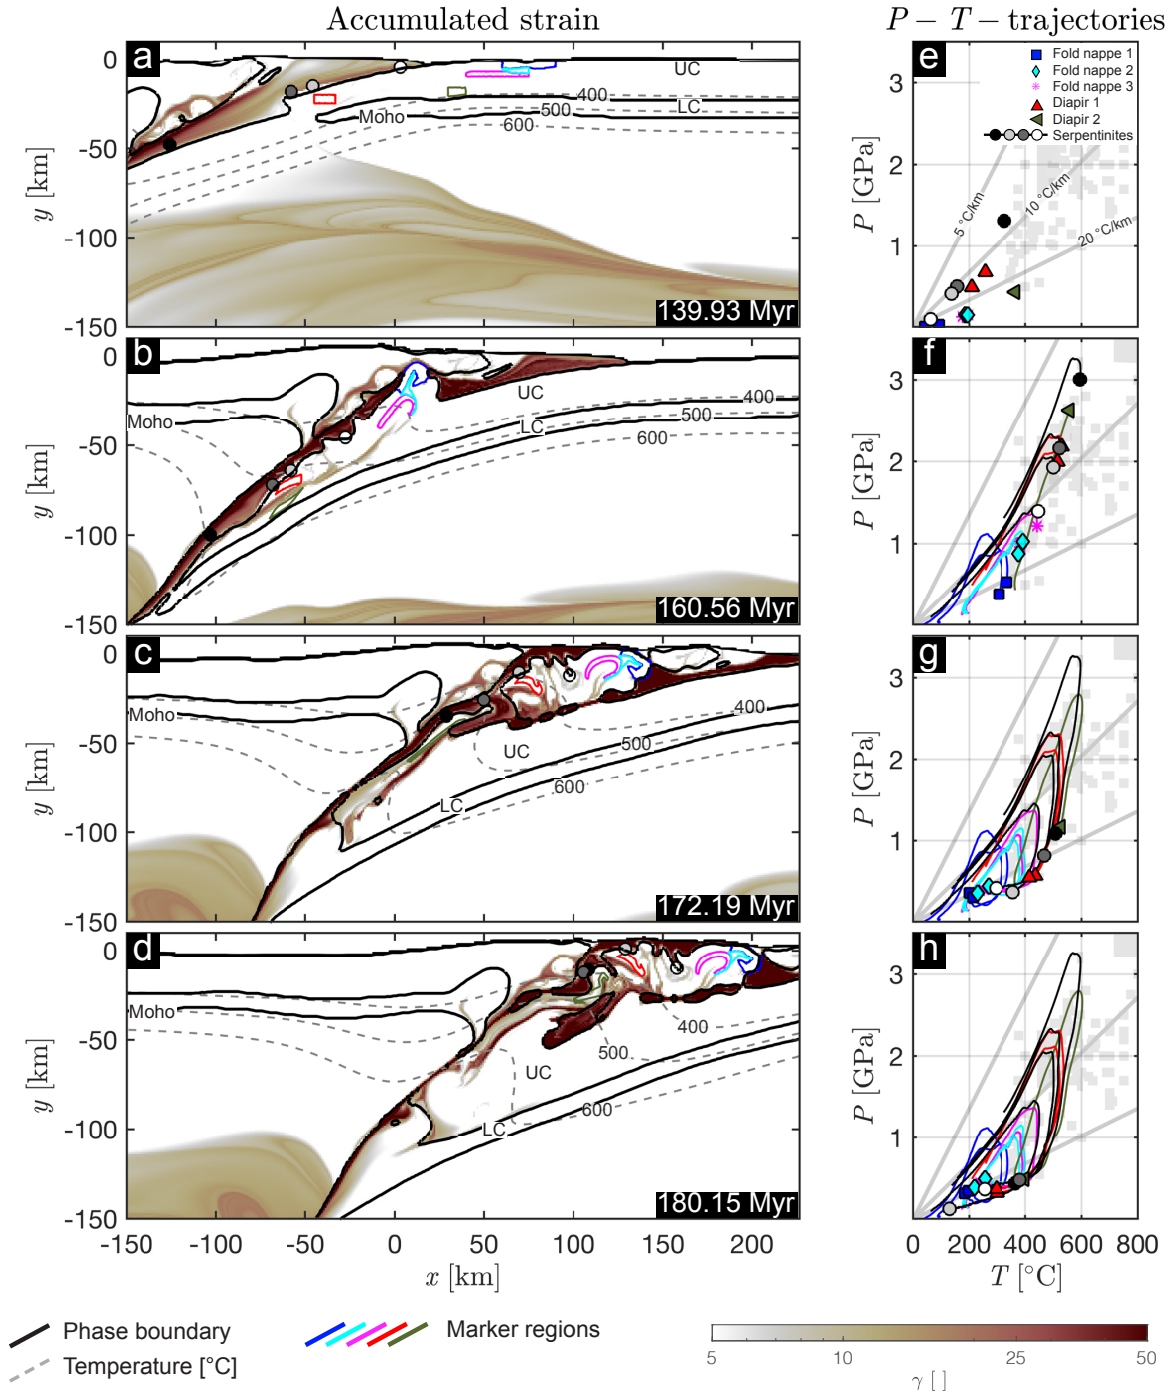 Accumulated strain
P – T – trajectories
a
0
-50
-100
-150
y [km]
UC
400
500
LC
Moho
600
139.93 Myr
e
3
2
1
P [GPa]
Fold nappe 1
Fold nappe 2
Fold nappe 3
Diapir 1
Diapir 2
Serpentinites
5 °C/km
10 °C/km
20 °C/km
b
0
-50
-100
-150
y [km]
Moho
UC
400
500
LC
600
160.56 Myr
f
3
2
1
P [GPa]
c
0
-50
-100
-150
y [km]
Moho
400
UC
500
600
LC
172.19 Myr
g
3
2
1
P [GPa]
d
0
-50
-100
-150
y [km]
Moho
400
500
UC
600
LC
180.15 Myr
h
3
2
1
P [GPa]
-150 -100 -50 0 50 100 150 200
x [km]
0 200 400 600 800
T [°C]
Phase boundary
Temperature [°C]
Marker regions
5 10 25 50
γ [ ]